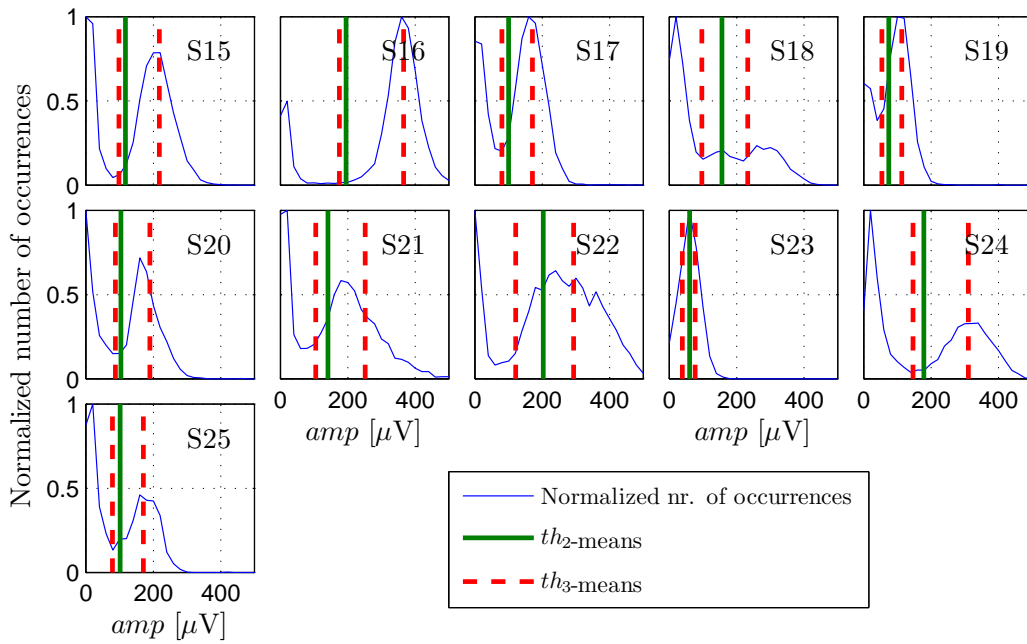 Normalized number of occurrences
1
0.5
0
S15
S16
S17
S18
S19
1
0.5
0
S20
S21
S22
S23
S24
0 200 400
amp [μV]
0 200 400
0 200 400
amp [μV]
0 200 400
1
0.5
0
S25
0 200 400
amp [μV]
Normalized nr. of occurrences
th₂-means
th₃-means